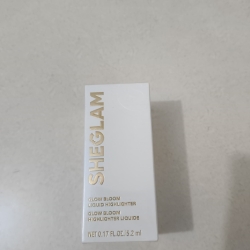 SHEGLAM
GLOW BLOOM
LIQUID HIGHLIGHTER
GLOW BLOOM
HIGHLIGHTER LIQUIDE
NET 0.17 FL.OZ./5.2 ml